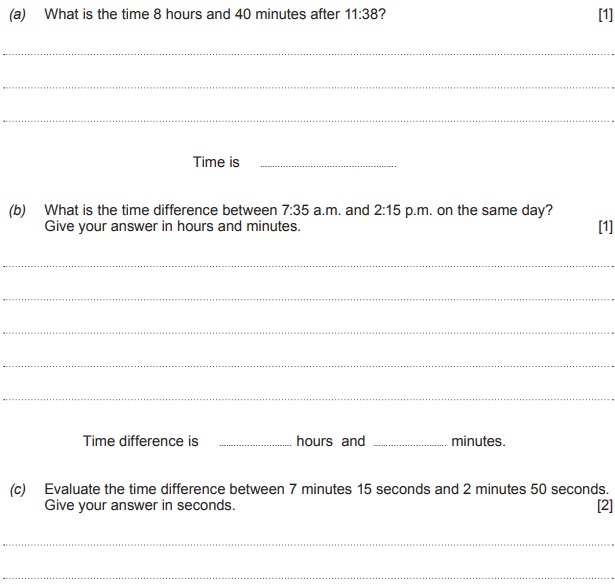 (a) What is the time 8 hours and 40 minutes after 11:38? [1]
Time is
(b) What is the time difference between 7:35 a.m. and 2:15 p.m. on the same day?
Give your answer in hours and minutes. [1]
Time difference is hours and minutes.
(c) Evaluate the time difference between 7 minutes 15 seconds and 2 minutes 50 seconds.
Give your answer in seconds. [2]